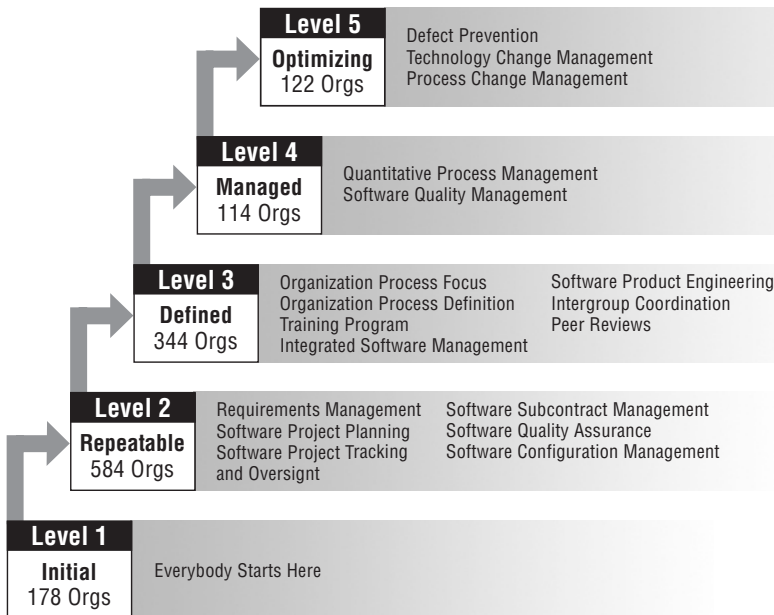 Level 5
Optimizing
122 Orgs
Defect Prevention
Technology Change Management
Process Change Management
Level 4
Managed
114 Orgs
Quantitative Process Management
Software Quality Management
Level 3
Defined
344 Orgs
Organization Process Focus
Organization Process Definition
Training Program
Integrated Software Management
Software Product Engineering
Intergroup Coordination
Peer Reviews
Level 2
Repeatable
584 Orgs
Requirements Management
Software Project Planning
Software Project Tracking
and Oversignt
Software Subcontract Management
Software Quality Assurance
Software Configuration Management
Level 1
Initial
178 Orgs
Everybody Starts Here